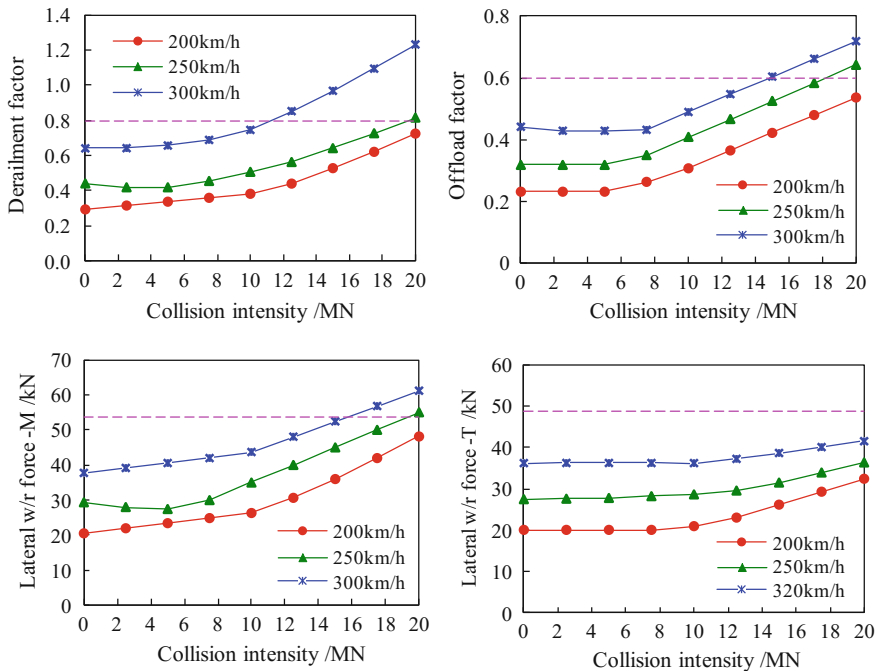 Derailment factor
1.4
1.2
1.0
0.8
0.6
0.4
0.2
0.0
200km/h
250km/h
300km/h
0 2 4 6 8 10 12 14 16 18 20
Collision intensity /MN
Offload factor
0.8
0.6
0.4
0.2
0
200km/h
250km/h
300km/h
0 2 4 6 8 10 12 14 16 18 20
Collision intensity /MN
Lateral w/r force -M /kN
70
60
50
40
30
20
10
0
200km/h
250km/h
300km/h
0 2 4 6 8 10 12 14 16 18 20
Collision intensity /MN
Lateral w/r force -T /kN
60
50
40
30
20
10
0
200km/h
250km/h
320km/h
0 2 4 6 8 10 12 14 16 18 20
Collision intensity /MN